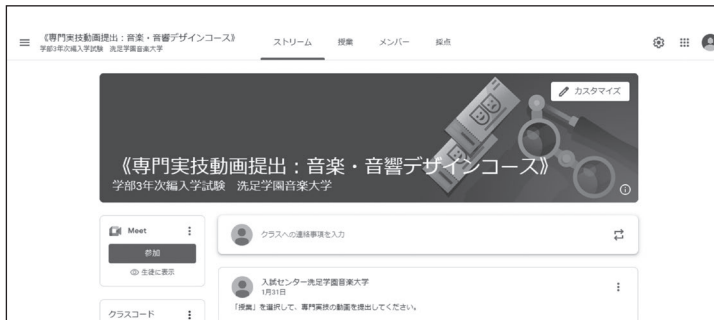 《専門実技動画提出：音楽・音響デザインコース》
学部3年次編入学試験 洗足学園音楽大学
ストリーム 授業 メンバー 採点
カスタマイズ
《専門実技動画提出：音楽・音響デザインコース》
学部3年次編入学試験 洗足学園音楽大学
Meet
参加
生徒に表示
クラスコード
クラスへの連絡事項を入力
入試センター洗足学園音楽大学
1月31日
「授業」を選択して、専門実技の動画を提出してください。